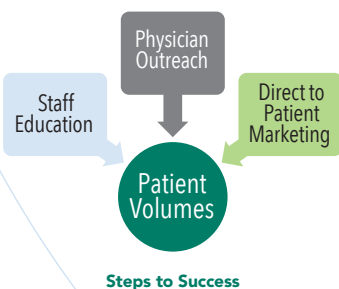 Physician
Outreach
Staff
Education
Direct to
Patient
Marketing
Patient
Volumes
Steps to Success